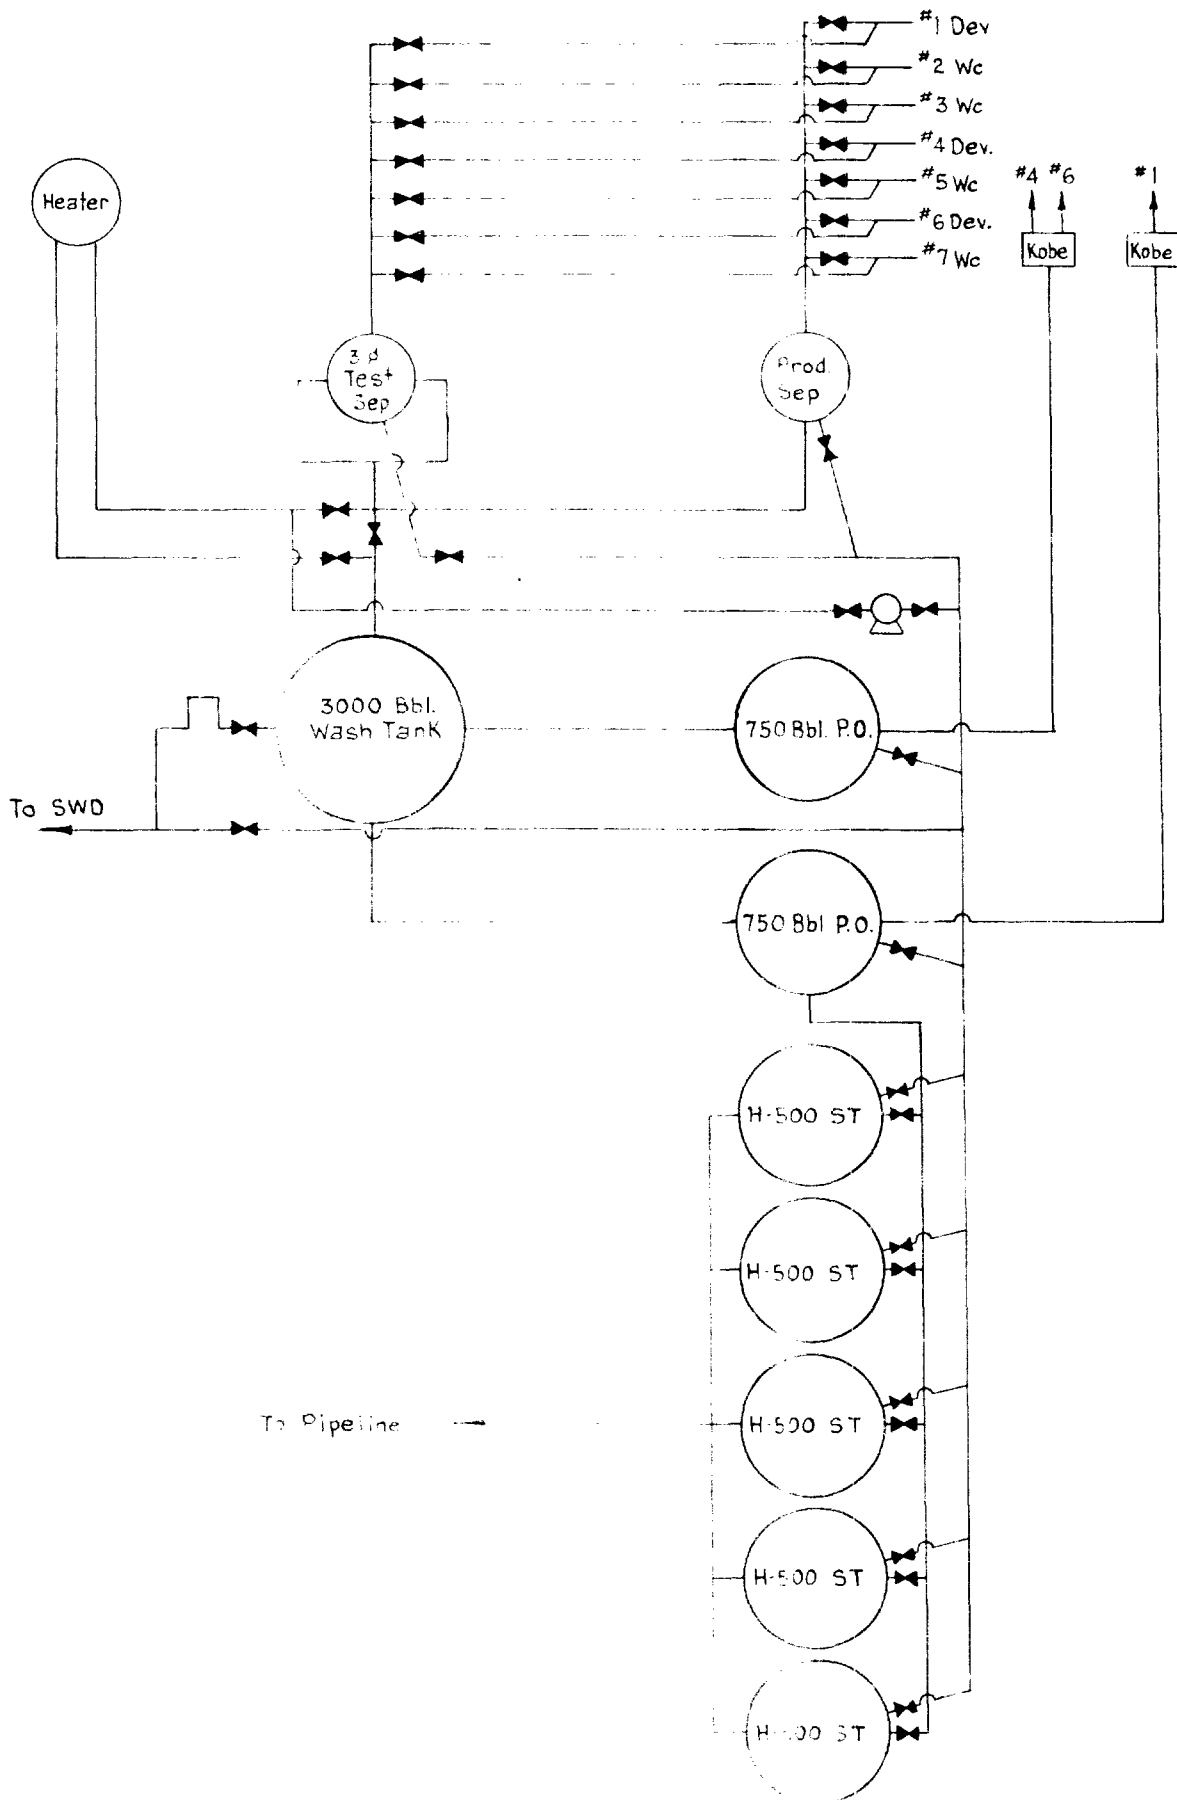 #1 Dev
#2 Wc
#3 Wc
#4 Dev.
#5 Wc
#6 Dev.
#7 Wc
#4 #6
#1
Kobe
Kobe
Heater
3 ø
Test
Sep
Prod.
Sep
3000 Bbl.
Wash Tank
750 Bbl. P.O.
To SWD
750 Bbl P.O.
H-500 ST
H-500 ST
To Pipeline
H-500 ST
H-500 ST
ST